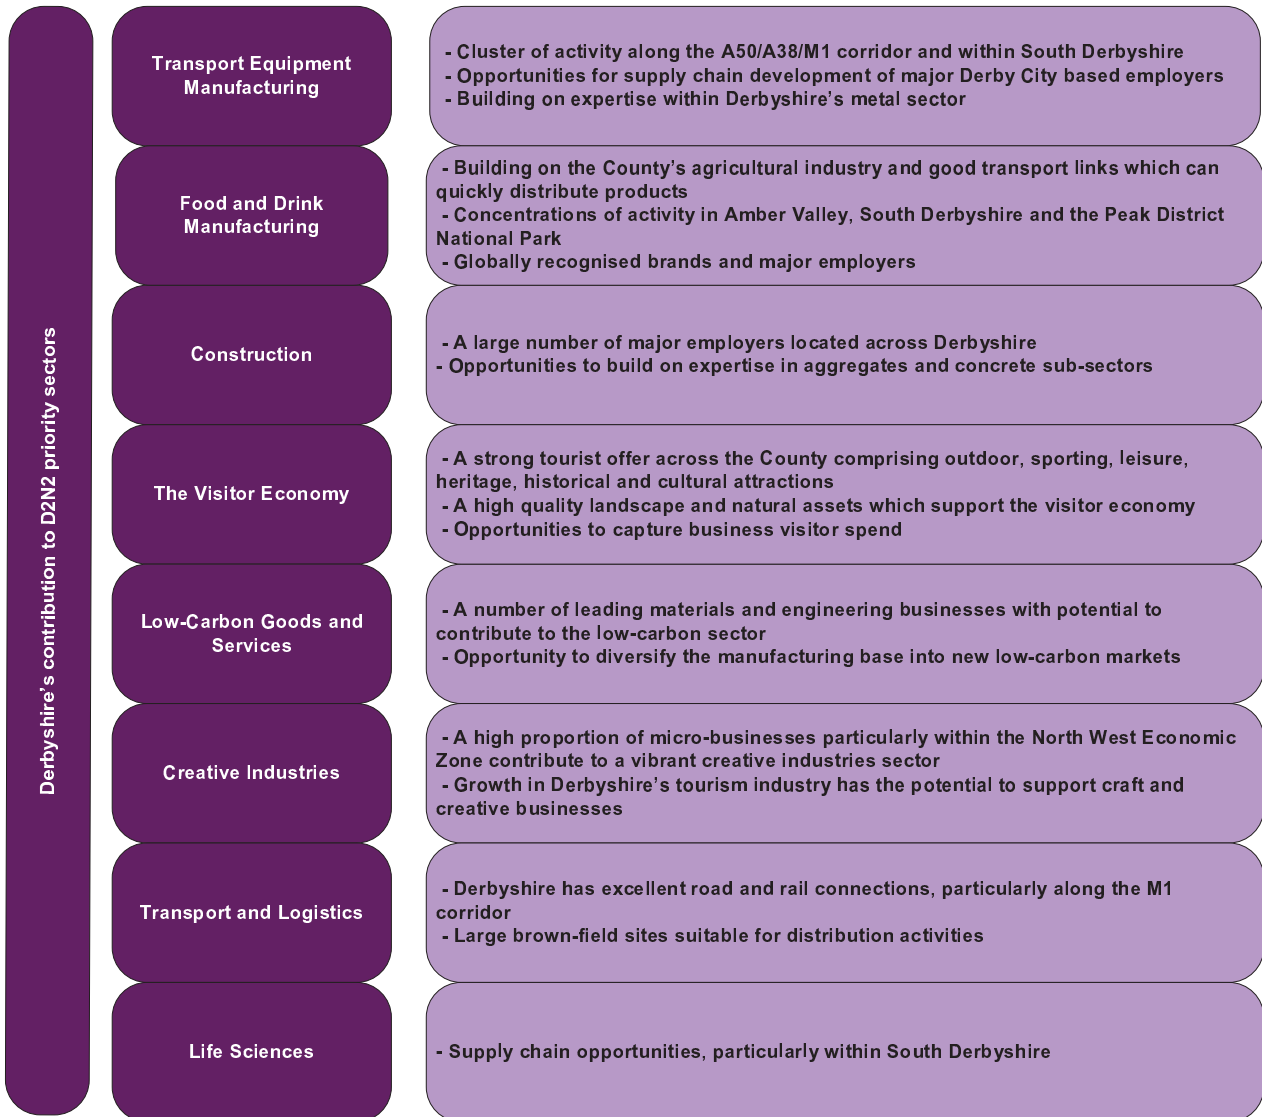 Derbyshire’s contribution to D2N2 priority sectors
Transport Equipment
Manufacturing
- Cluster of activity along the A50/A38/M1 corridor and within South Derbyshire
- Opportunities for supply chain development of major Derby City based employers
- Building on expertise within Derbyshire’s metal sector
Food and Drink
Manufacturing
- Building on the County’s agricultural industry and good transport links which can
quickly distribute products
- Concentrations of activity in Amber Valley, South Derbyshire and the Peak District
National Park
- Globally recognised brands and major employers
Construction
- A large number of major employers located across Derbyshire
- Opportunities to build on expertise in aggregates and concrete sub-sectors
The Visitor Economy
- A strong tourist offer across the County comprising outdoor, sporting, leisure,
heritage, historical and cultural attractions
- A high quality landscape and natural assets which support the visitor economy
- Opportunities to capture business visitor spend
Low-Carbon Goods and
Services
- A number of leading materials and engineering businesses with potential to
contribute to the low-carbon sector
- Opportunity to diversify the manufacturing base into new low-carbon markets
Creative Industries
- A high proportion of micro-businesses particularly within the North West Economic
Zone contribute to a vibrant creative industries sector
- Growth in Derbyshire’s tourism industry has the potential to support craft and
creative businesses
Transport and Logistics
- Derbyshire has excellent road and rail connections, particularly along the M1
corridor
- Large brown-field sites suitable for distribution activities
Life Sciences
- Supply chain opportunities, particularly within South Derbyshire